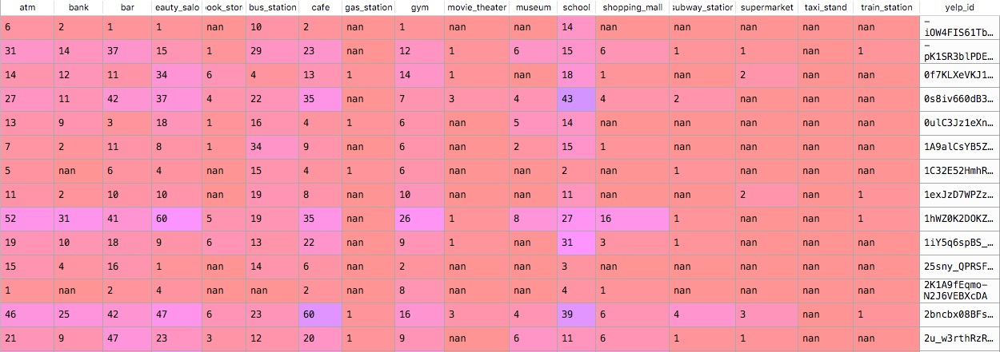 atm bank bar eauty_salo ook_stor bus_station cafe gas_station gym movie_theater museum school shopping_mall subway_station supermarket taxi_stand train_station yelp_id
6 2 1 1 nan 10 2 nan 1 nan nan 14 nan nan nan nan nan –
iOW4FIS61Tb…
31 14 37 15 1 29 23 nan 12 1 6 15 6 1 1 nan 1 –
pK1SR3blPDE…
14 12 11 34 6 4 13 1 14 1 nan 18 1 nan 2 nan nan 0f7KLXeVKJ1…
27 11 42 37 4 22 35 nan 7 3 4 43 4 2 nan nan nan 0s8iv660dB3…
13 9 3 18 1 16 4 1 6 nan 5 14 nan nan nan nan nan 0ulC3Jz1eXn…
7 2 11 8 1 34 9 nan 6 nan 2 15 1 nan nan nan nan 1A9alCsYB5Z…
5 nan 6 4 nan 15 4 1 6 nan nan 2 nan 1 nan nan nan 1C32E52HmhR…
11 2 10 10 nan 19 8 nan 10 nan nan 11 nan nan 2 nan 1 1exJzD7WPZz…
52 31 41 60 5 19 35 nan 26 1 8 27 16 1 nan nan 1 1hWZ0K2DOKZ…
19 10 18 9 6 13 22 nan 9 1 nan 31 3 1 nan nan nan 1iY5q6spBS_…
15 4 16 1 nan 14 6 nan 2 nan nan 3 nan nan nan nan nan 25sny_QPRSF…
1 nan 2 4 nan nan 2 nan 8 nan nan 4 1 nan nan nan nan 2K1A9fEqmo–
N2J6VEBXcDA
46 25 42 47 6 23 60 1 16 3 4 39 6 4 3 nan 1 2bncbx08BFs…
21 9 47 23 3 12 20 1 9 nan 6 11 6 1 1 nan nan 2u_w3rthRzR…